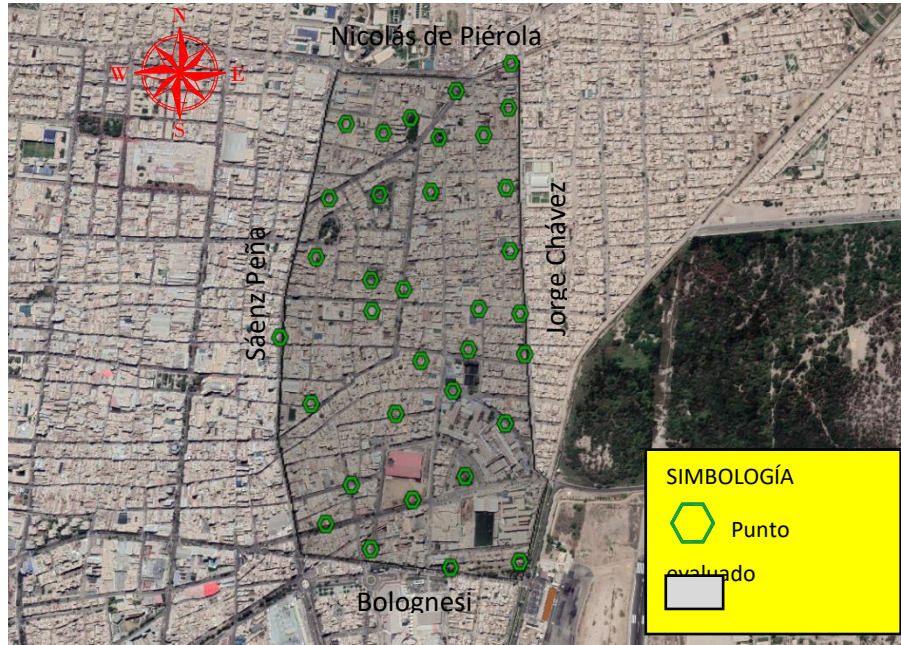 Nicolás de Piérola
N
W E
S
Sáenz Peña
Jorge Chávez
SIMBOLOGÍA
Punto
evaluado
Bolognesi